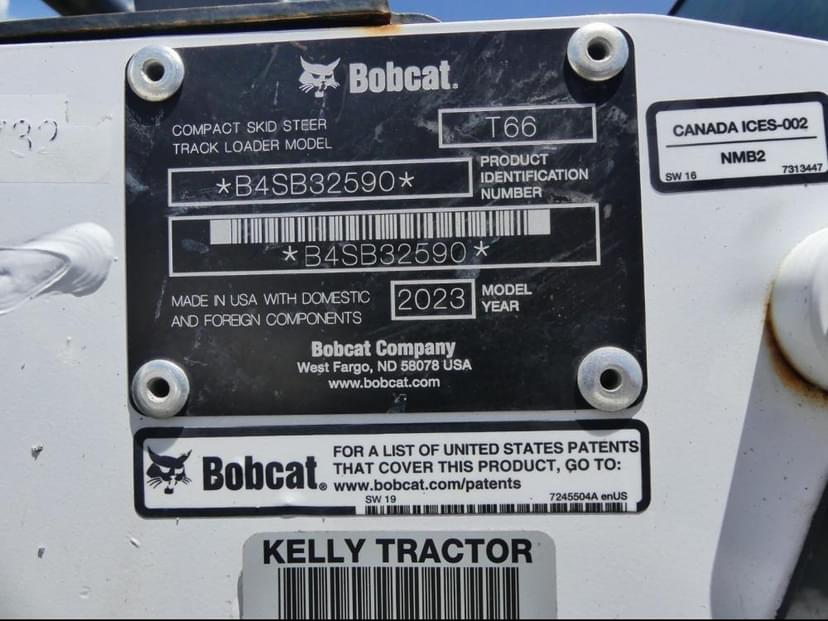 Bobcat.
COMPACT SKID STEER
TRACK LOADER MODEL
T66
*B4SB32590*
PRODUCT
IDENTIFICATION
NUMBER
*B4SB32590*
MADE IN USA WITH DOMESTIC
AND FOREIGN COMPONENTS
2023
MODEL
YEAR
Bobcat Company
West Fargo, ND 58078 USA
www.bobcat.com
CANADA ICES-002
NMB2
SW 16
7313447
Bobcat.
FOR A LIST OF UNITED STATES PATENTS
THAT COVER THIS PRODUCT, GO TO:
www.bobcat.com/patents
SW 19
7245504A enUS
KELLY TRACTOR